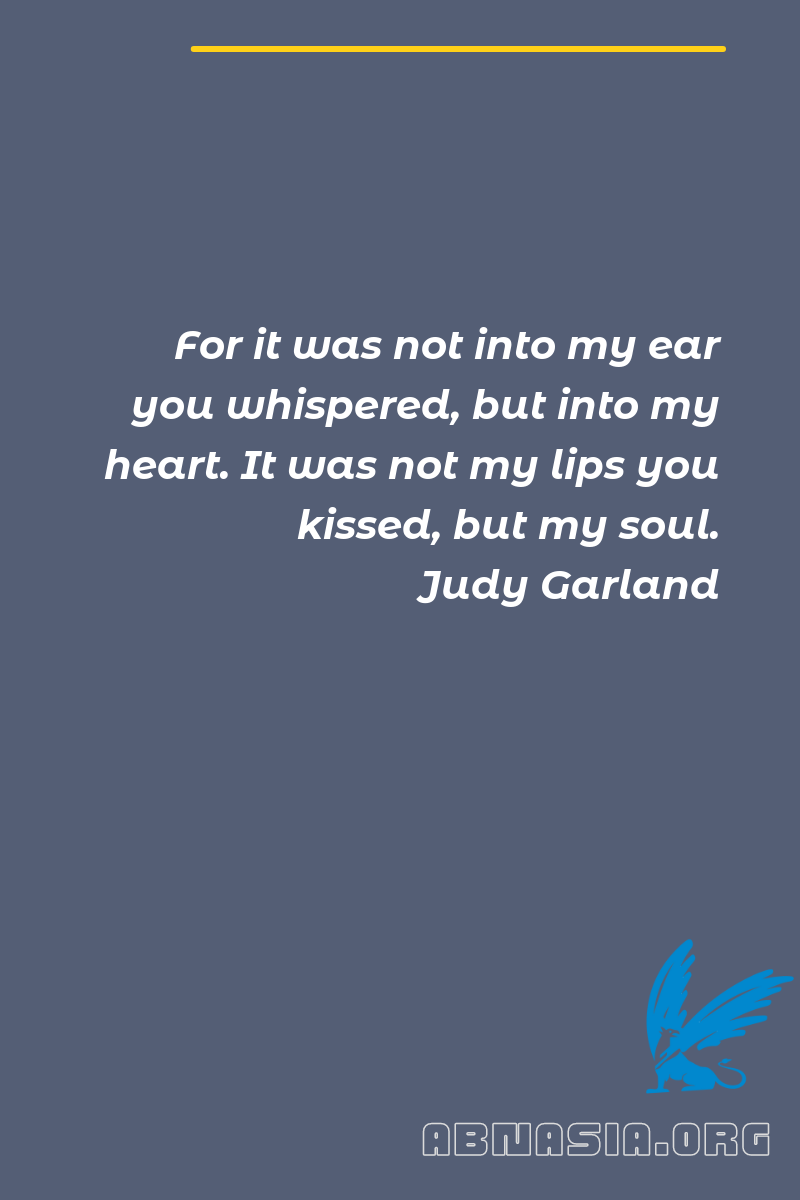 For it was not into my ear
you whispered, but into my
heart. It was not my lips you
kissed, but my soul.
Judy Garland
ABNASIA.ORG